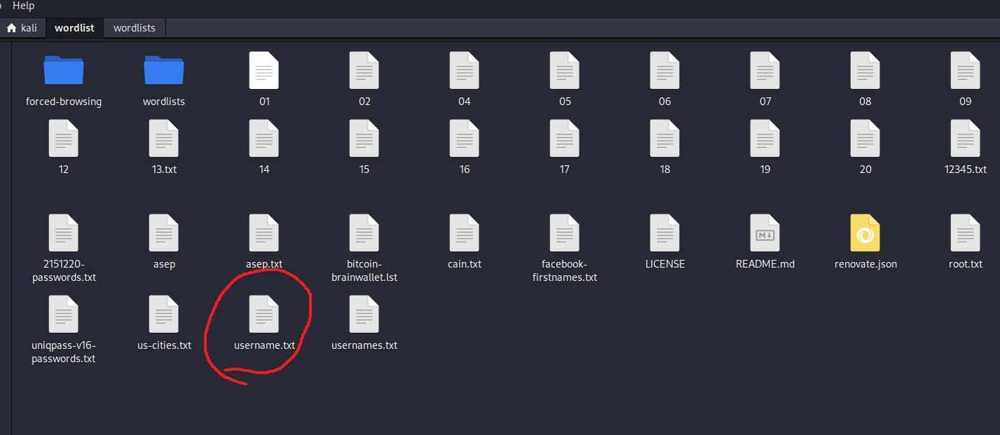 Help
kali
wordlist
wordlists
forced-browsing
wordlists
01
02
04
05
06
07
08
09
12
13.txt
14
15
16
17
18
19
20
12345.txt
2151220-
passwords.txt
asep
asep.txt
bitcoin-
brainwallet.lst
cain.txt
facebook-
firstnames.txt
LICENSE
M
README.md
renovate.json
root.txt
uniqpass-v16-
passwords.txt
us-cities.txt
username.txt
usernames.txt